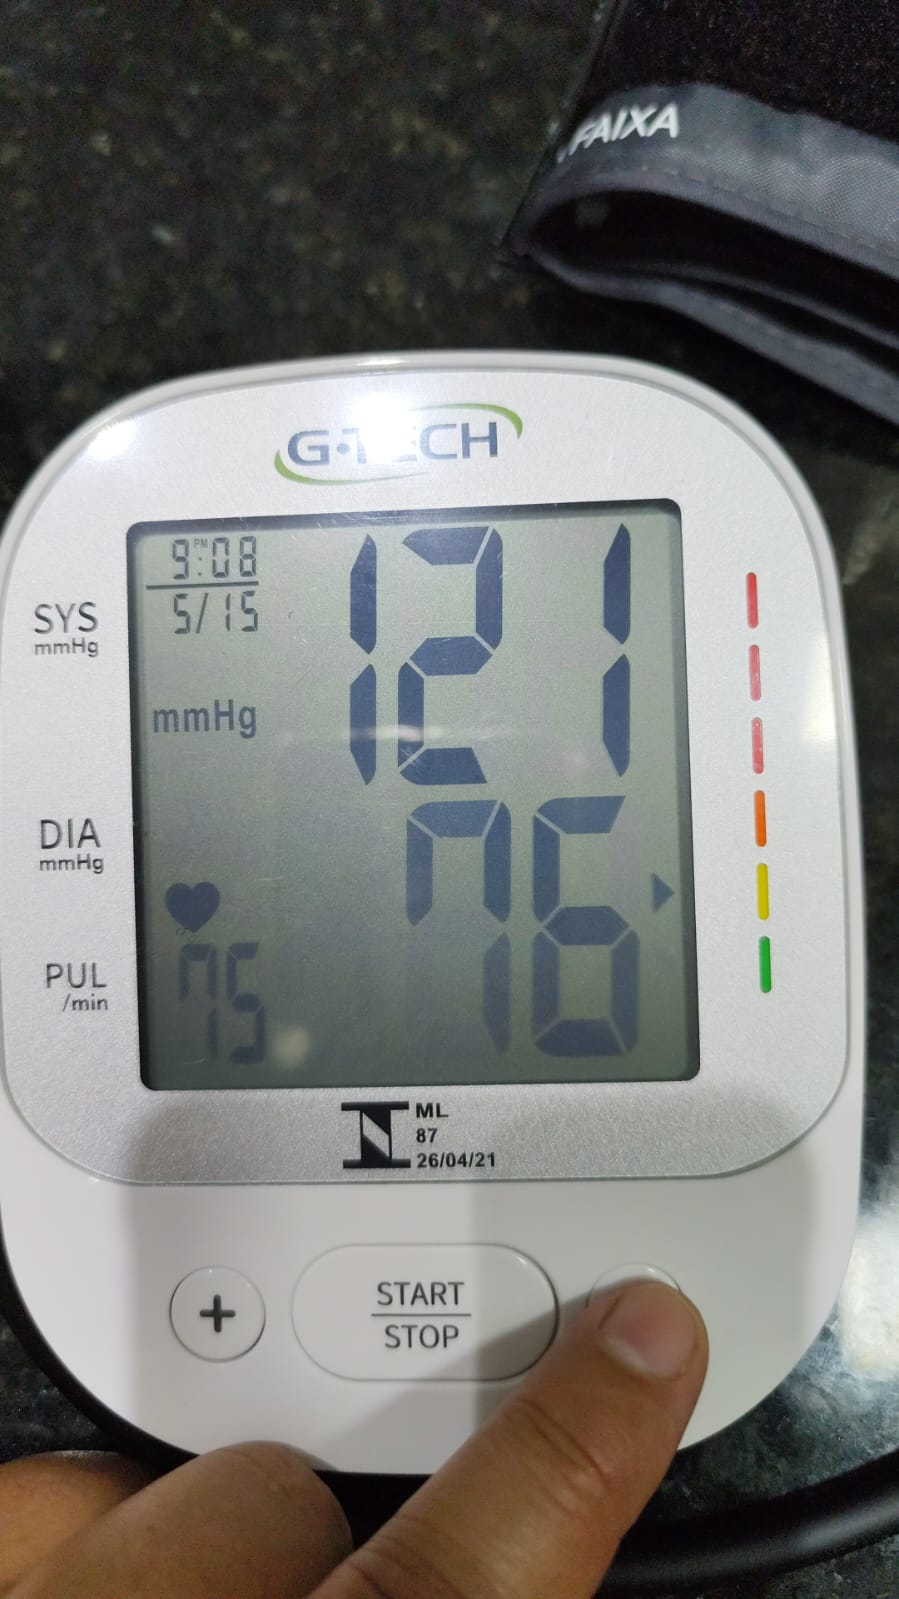 FAIXA
G·TECH
9:08 PM
5/15
SYS
mmHg
121
mmHg
DIA
mmHg
76
PUL
/min
75
ML
87
26/04/21
+
START
STOP